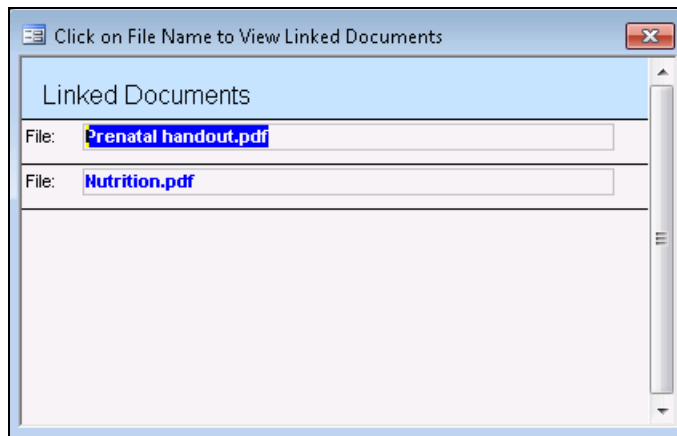 Click on File Name to View Linked Documents
Linked Documents
File: Prenatal handout.pdf
File: Nutrition.pdf